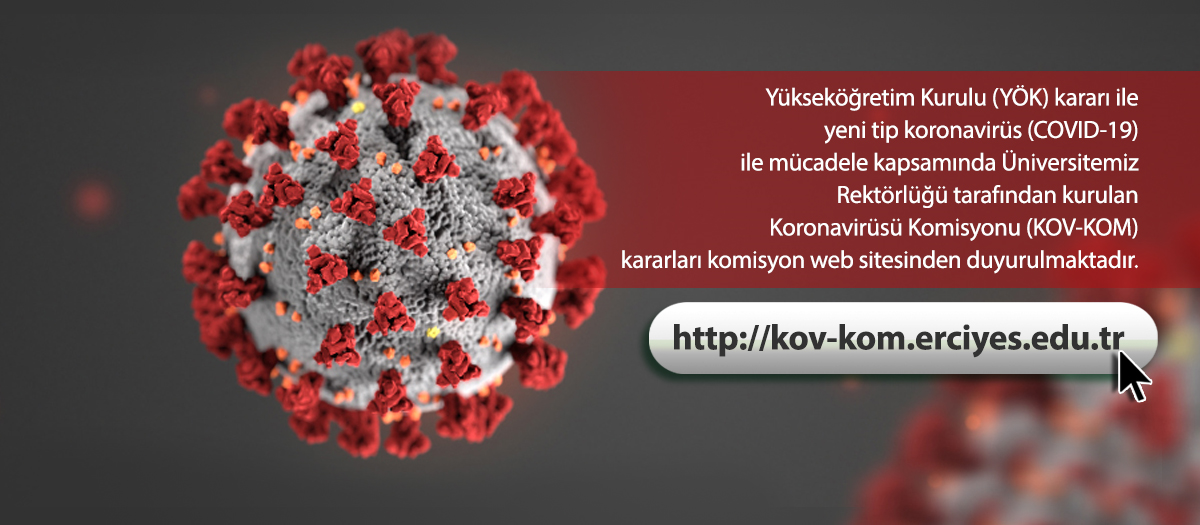 Yükseköğretim Kurulu (YÖK) kararı ile
yeni tip koronavirüs (COVID-19)
ile mücadele kapsamında Üniversitemiz
Rektörlüğü tarafından kurulan
Koronavirüsü Komisyonu (KOV-KOM)
kararları komisyon web sitesinden duyurulmaktadır.
http://kov-kom.erciyes.edu.tr